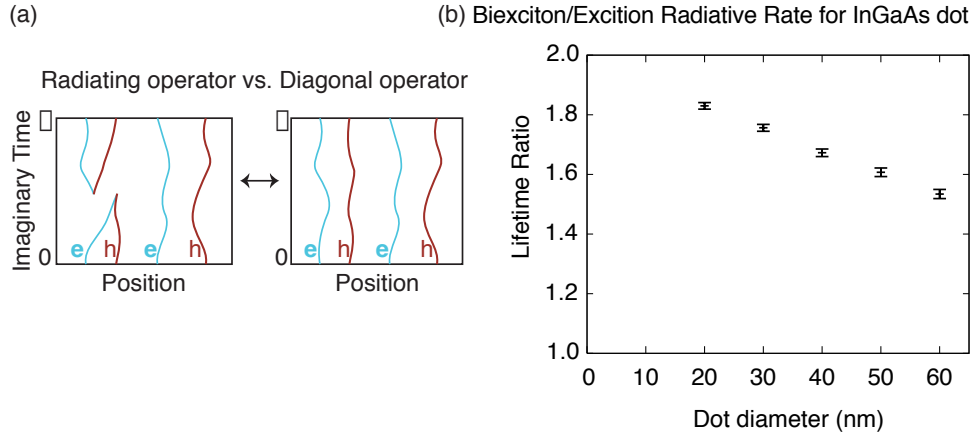 (a)
Radiating operator vs. Diagonal operator
Imaginary Time
0
e h e h
Position
0
e h e h
Position
(b) Biexciton/Excition Radiative Rate for InGaAs dot
Lifetime Ratio
2.0
1.8
1.6
1.4
1.2
1.0
0 10 20 30 40 50 60
Dot diameter (nm)